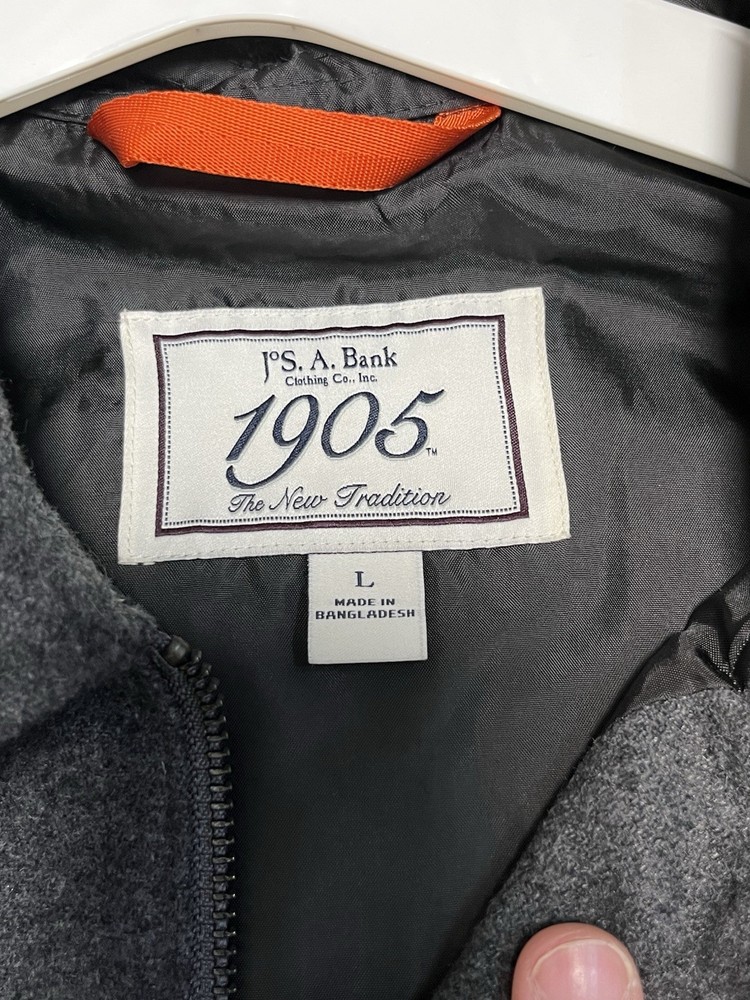 JoS. A. Bank
Clothing Co., Inc.
1905™
The New Tradition
L
MADE IN
BANGLADESH